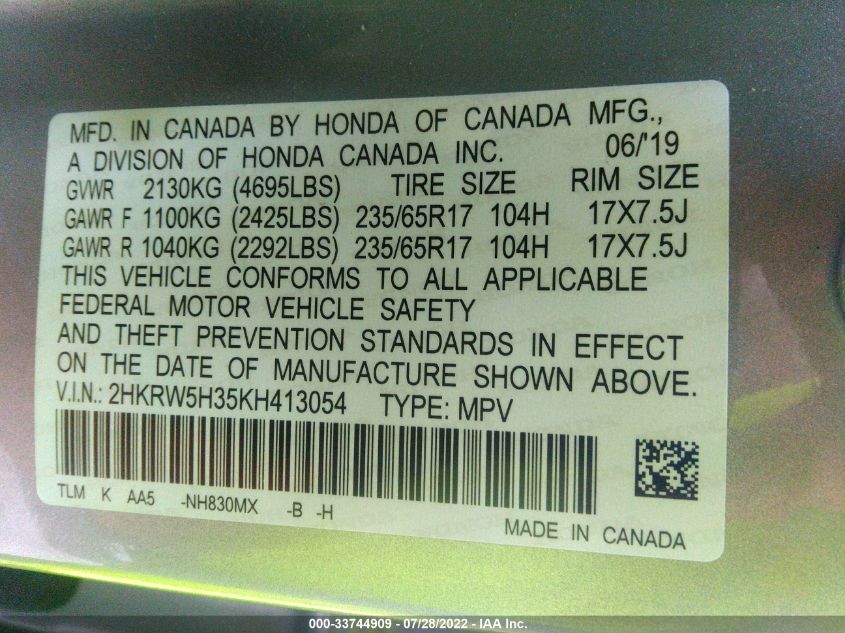 MFD. IN CANADA BY HONDA OF CANADA MFG.,
A DIVISION OF HONDA CANADA INC. 06/'19
GVWR 2130KG (4695LBS) TIRE SIZE RIM SIZE
GAWR F 1100KG (2425LBS) 235/65R17 104H 17X7.5J
GAWR R 1040KG (2292LBS) 235/65R17 104H 17X7.5J
THIS VEHICLE CONFORMS TO ALL APPLICABLE
FEDERAL MOTOR VEHICLE SAFETY
AND THEFT PREVENTION STANDARDS IN EFFECT
ON THE DATE OF MANUFACTURE SHOWN ABOVE.
V.I.N.: 2HKRW5H35KH413054 TYPE: MPV
TLM K AA5 -NH830MX -B -H
MADE IN CANADA
000-33744909 - 07/28/2022 - IAA Inc.